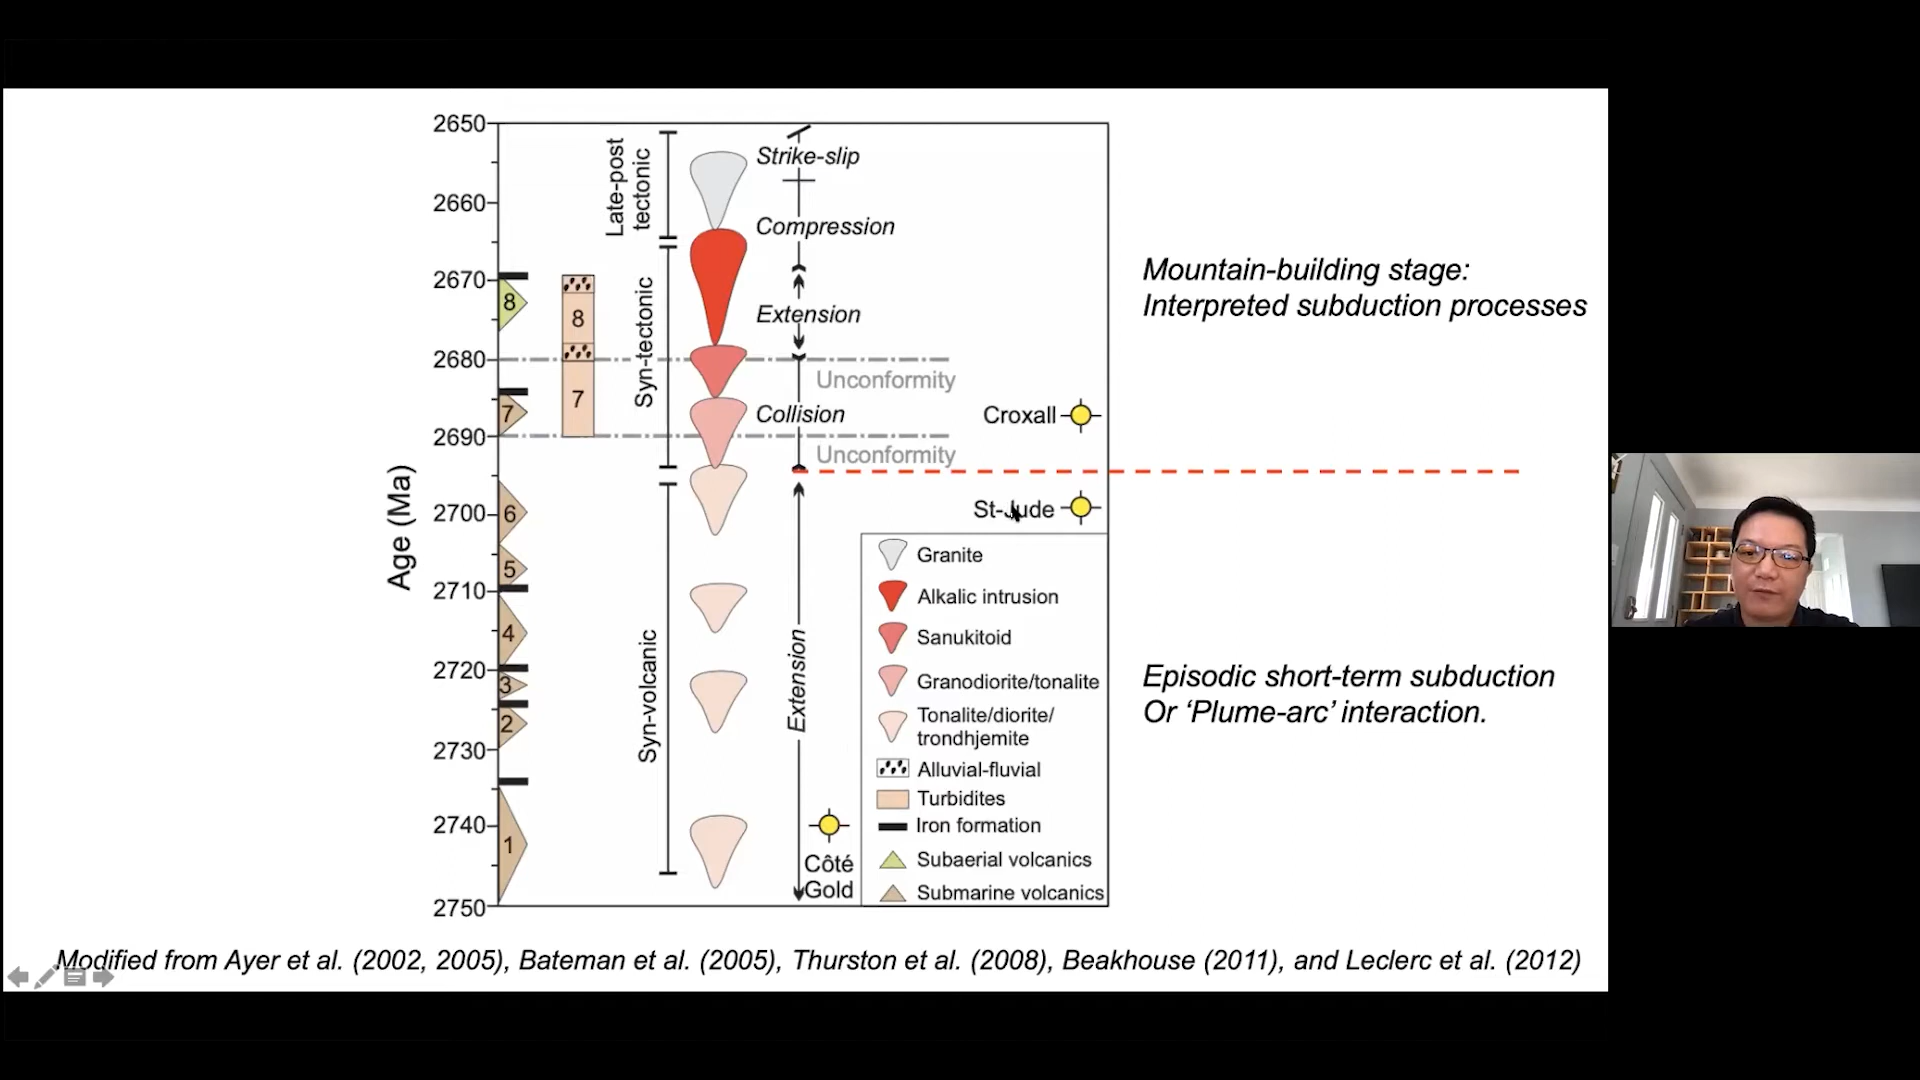 2650
2660
2670
2680
2690
2700
2710
2720
2730
2740
2750
Age (Ma)
8
7
6
5
4
3
2
1
8
7
Late-post
tectonic
Syn-tectonic
Syn-volcanic
Strike-slip
Compression
Extension
Unconformity
Collision
Unconformity
Extension
Croxall
St-Jude
Côté
Gold
Granite
Alkalic intrusion
Sanukitoid
Granodiorite/tonalite
Tonalite/diorite/
trondhjemite
Alluvial-fluvial
Turbidites
Iron formation
Subaerial volcanics
Submarine volcanics
Mountain-building stage:
Interpreted subduction processes
Episodic short-term subduction
Or ‘Plume-arc’ interaction.
Modified from Ayer et al. (2002, 2005), Bateman et al. (2005), Thurston et al. (2008), Beakhouse (2011), and Leclerc et al. (2012)